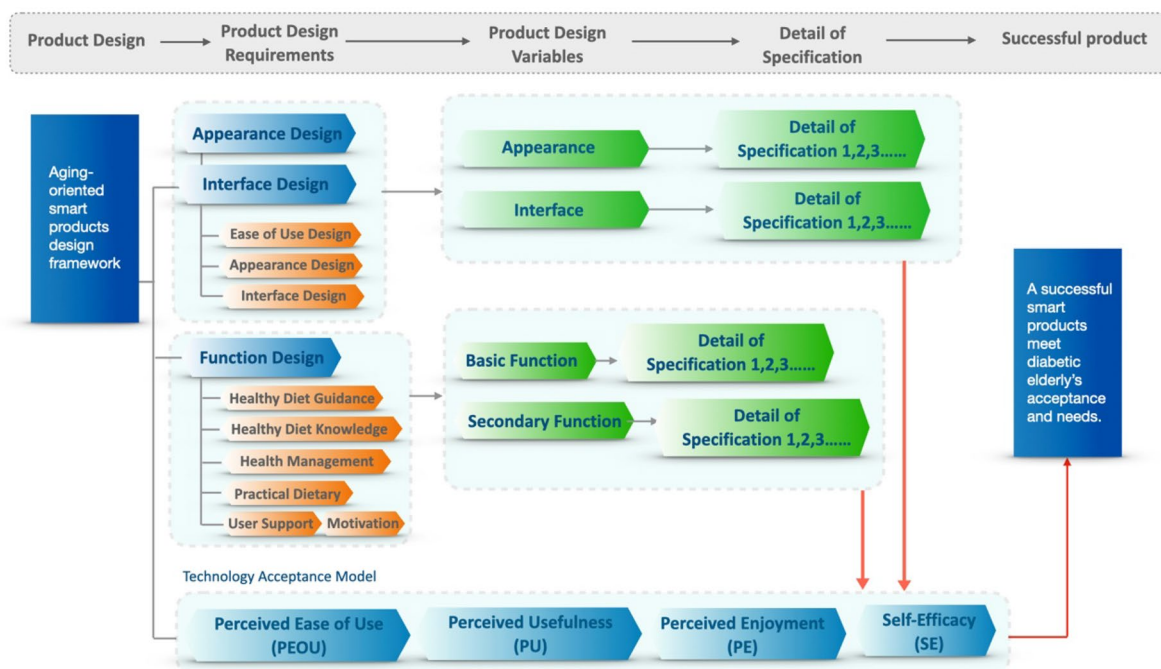 Product Design
Product Design
Requirements
Product Design
Variables
Detail of
Specification
Successful product
Aging-
oriented
smart
products
design
framework
Appearance Design
Interface Design
Ease of Use Design
Appearance Design
Interface Design
Appearance
Detail of
Specification 1,2,3......
Interface
Detail of
Specification 1,2,3......
Function Design
Healthy Diet Guidance
Healthy Diet Knowledge
Health Management
Practical Dietary
User Support
Motivation
Basic Function
Detail of
Specification 1,2,3......
Secondary Function
Detail of
Specification 1,2,3......
A successful
smart
products
meet
diabetic
elderly's
acceptance
and needs.
Technology Acceptance Model
Perceived Ease of Use
(PEOU)
Perceived Usefulness
(PU)
Perceived Enjoyment
(PE)
Self-Efficacy
(SE)